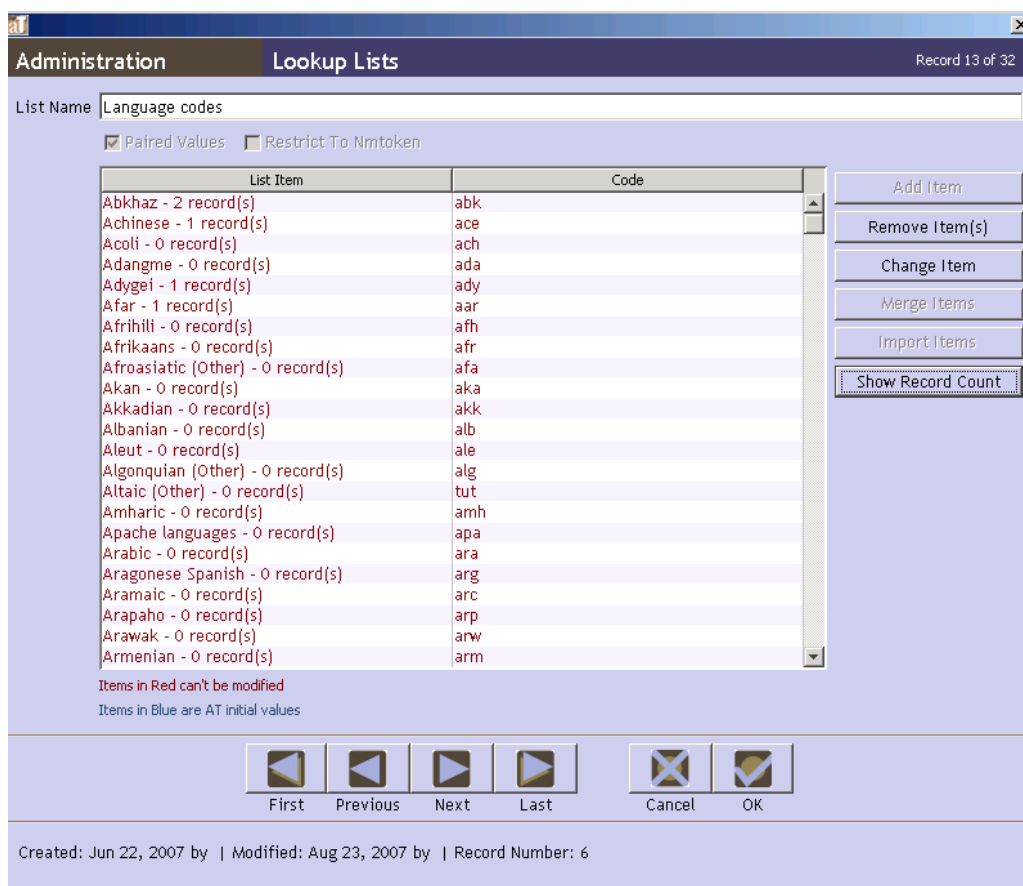 aT
Administration Lookup Lists Record 13 of 32
List Name Language codes
Paired Values Restrict To Nmtoken
List Item Code
Abkhaz - 2 record(s) abk
Achinese - 1 record(s) ace
Acoli - 0 record(s) ach
Adangme - 0 record(s) ada
Adygei - 1 record(s) ady
Afar - 1 record(s) aar
Afrihili - 0 record(s) afh
Afrikaans - 0 record(s) afr
Afroasiatic (Other) - 0 record(s) afa
Akan - 0 record(s) aka
Akkadian - 0 record(s) akk
Albanian - 0 record(s) alb
Aleut - 0 record(s) ale
Algonquian (Other) - 0 record(s) alg
Altaic (Other) - 0 record(s) tut
Amharic - 0 record(s) amh
Apache languages - 0 record(s) apa
Arabic - 0 record(s) ara
Aragonese Spanish - 0 record(s) arg
Aramaic - 0 record(s) arc
Arapaho - 0 record(s) arp
Arawak - 0 record(s) arw
Armenian - 0 record(s) arm
Add Item
Remove Item(s)
Change Item
Merge Items
Import Items
Show Record Count
Items in Red can't be modified
Items in Blue are AT initial values
First Previous Next Last Cancel OK
Created: Jun 22, 2007 by | Modified: Aug 23, 2007 by | Record Number: 6